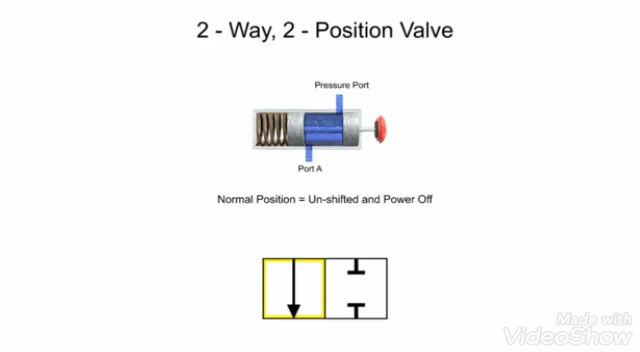 2 - Way, 2 - Position Valve
Pressure Port
Port A
Normal Position = Un-shifted and Power Off
Made with
VideoShow